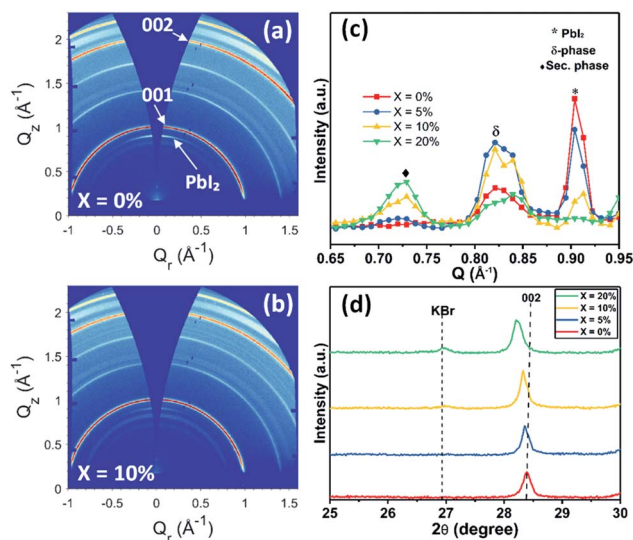 (a)
002
001
PbI₂
X = 0%
Q_z (Å⁻¹)
2
1.5
1
0.5
0
-1 -0.5 0 0.5 1 1.5
Q_r (Å⁻¹)
(b)
X = 10%
Q_z (Å⁻¹)
2
1.5
1
0.5
0
-1 -0.5 0 0.5 1 1.5
Q_r (Å⁻¹)
(c)
* PbI₂
δ-phase
♦Sec. phase
X = 0%
X = 5%
X = 10%
X = 20%
♦
δ
*
Intensity (a.u.)
0.65 0.70 0.75 0.80 0.85 0.90 0.95
Q (Å⁻¹)
(d)
KBr
002
X = 20%
X = 10%
X = 5%
X = 0%
Intensity (a.u.)
25 26 27 28 29 30
2θ (degree)